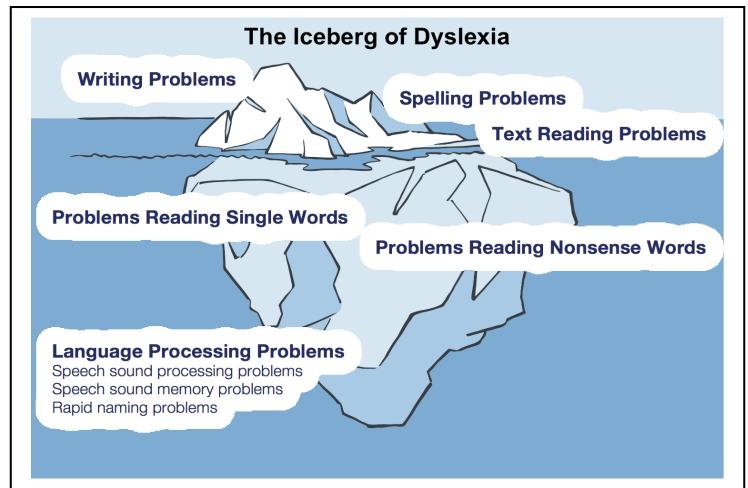 The Iceberg of Dyslexia
Writing Problems
Spelling Problems
Text Reading Problems
Problems Reading Single Words
Problems Reading Nonsense Words
Language Processing Problems
Speech sound processing problems
Speech sound memory problems
Rapid naming problems